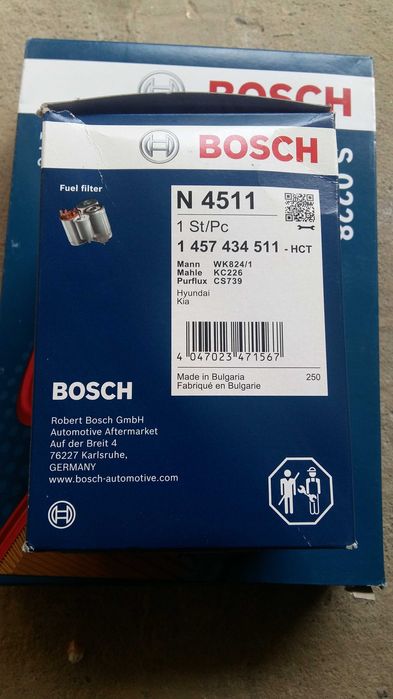 BOSCH
S 0228
BOSCH
Fuel filter
N 4511
1 St/Pc
1 457 434 511 - HCT
Mann WK824/1
Mahle KC226
Purflux CS739
Hyundai
Kia
4 047023 471567
Made in Bulgaria 250
Fabriqué en Bulgarie
BOSCH
Robert Bosch GmbH
Automotive Aftermarket
Auf der Breit 4
76227 Karlsruhe,
GERMANY
www.bosch-automotive.com